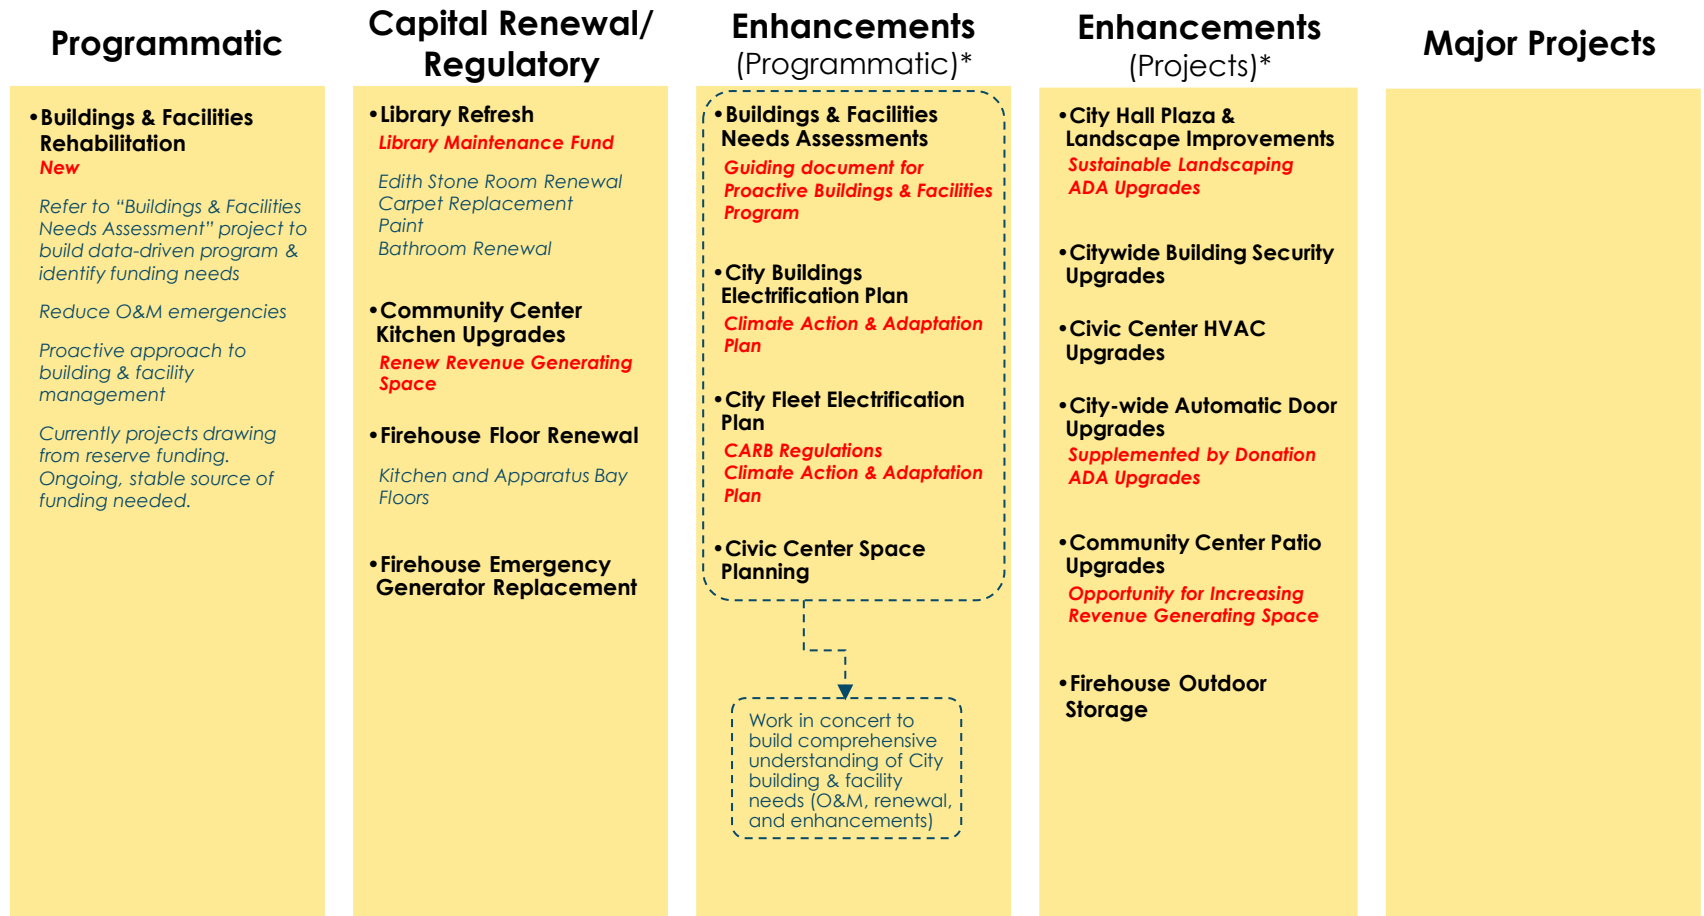 Programmatic
•Buildings & Facilities
Rehabilitation
New
Refer to “Buildings & Facilities
Needs Assessment” project to
build data-driven program &
identify funding needs
Reduce O&M emergencies
Proactive approach to
building & facility
management
Currently projects drawing
from reserve funding.
Ongoing, stable source of
funding needed.
Capital Renewal/
Regulatory
•Library Refresh
Library Maintenance Fund
Edith Stone Room Renewal
Carpet Replacement
Paint
Bathroom Renewal
•Community Center
Kitchen Upgrades
Renew Revenue Generating
Space
•Firehouse Floor Renewal
Kitchen and Apparatus Bay
Floors
•Firehouse Emergency
Generator Replacement
Enhancements
(Programmatic)*
•Buildings & Facilities
Needs Assessments
Guiding document for
Proactive Buildings & Facilities
Program
•City Buildings
Electrification Plan
Climate Action & Adaptation
Plan
•City Fleet Electrification
Plan
CARB Regulations
Climate Action & Adaptation
Plan
•Civic Center Space
Planning
Work in concert to
build comprehensive
understanding of City
building & facility
needs (O&M, renewal,
and enhancements)
Enhancements
(Projects)*
•City Hall Plaza &
Landscape Improvements
Sustainable Landscaping
ADA Upgrades
•Citywide Building Security
Upgrades
•Civic Center HVAC
Upgrades
•City-wide Automatic Door
Upgrades
Supplemented by Donation
ADA Upgrades
•Community Center Patio
Upgrades
Opportunity for Increasing
Revenue Generating Space
•Firehouse Outdoor
Storage
Major Projects